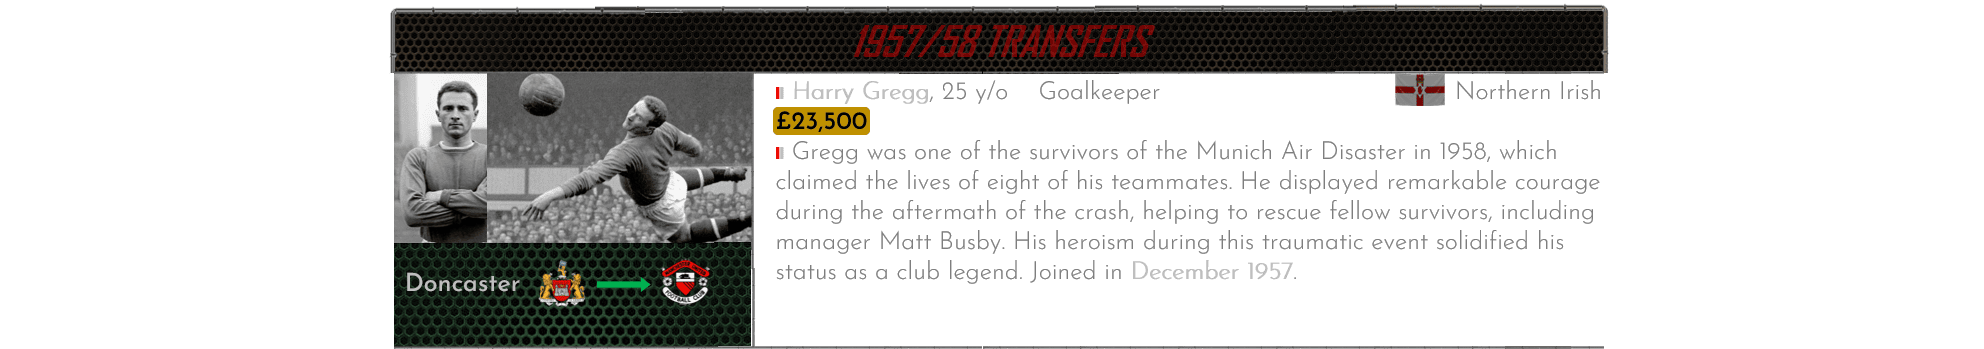 1957/58 TRANSFERS
Harry Gregg, 25 y/o Goalkeeper Northern Irish
£23,500
Gregg was one of the survivors of the Munich Air Disaster in 1958, which
claimed the lives of eight of his teammates. He displayed remarkable courage
during the aftermath of the crash, helping to rescue fellow survivors, including
manager Matt Busby. His heroism during this traumatic event solidified his
status as a club legend. Joined in December 1957.
Doncaster
FOOTBALL CLUB